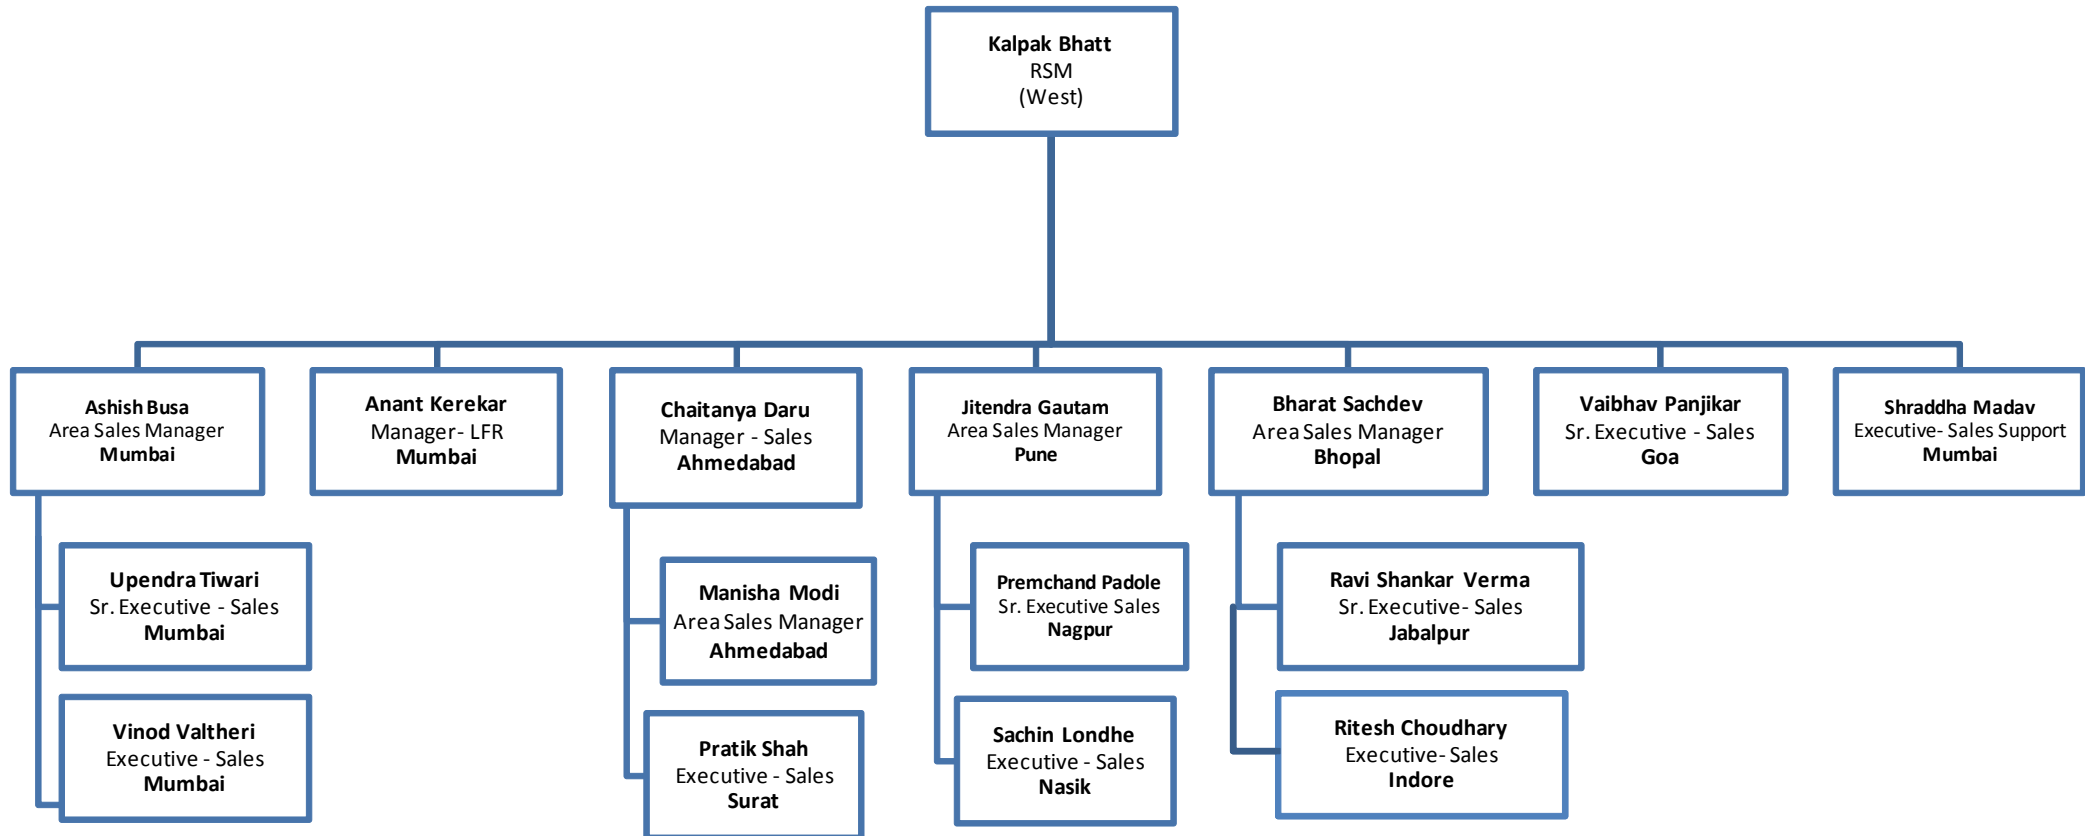 Kalpak Bhatt
RSM
(West)
Ashish Busa
Area Sales Manager
Mumbai
Anant Kerekar
Manager- LFR
Mumbai
Chaitanya Daru
Manager - Sales
Ahmedabad
Jitendra Gautam
Area Sales Manager
Pune
Bharat Sachdev
Area Sales Manager
Bhopal
Vaibhav Panjikar
Sr. Executive - Sales
Goa
Shraddha Madav
Executive- Sales Support
Mumbai
Upendra Tiwari
Sr. Executive - Sales
Mumbai
Manisha Modi
Area Sales Manager
Ahmedabad
Premchand Padole
Sr. Executive Sales
Nagpur
Ravi Shankar Verma
Sr. Executive- Sales
Jabalpur
Vinod Valtheri
Executive - Sales
Mumbai
Pratik Shah
Executive - Sales
Surat
Sachin Londhe
Executive - Sales
Nasik
Ritesh Choudhary
Executive- Sales
Indore